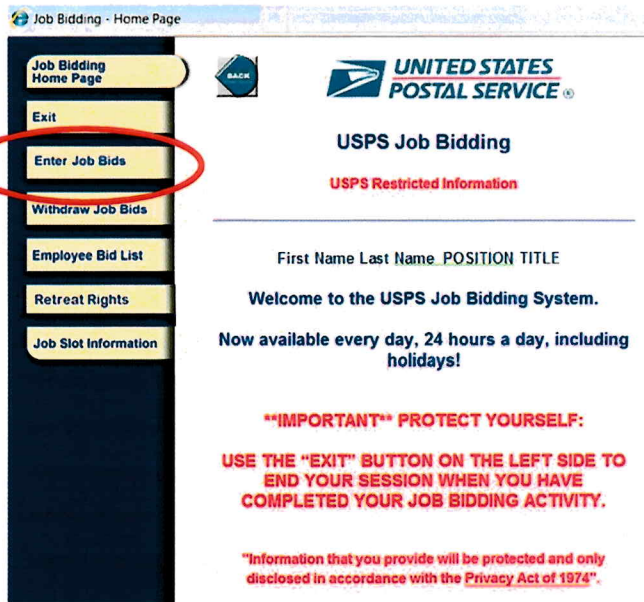 Job Bidding - Home Page
Job Bidding
Home Page
Exit
Enter Job Bids
Withdraw Job Bids
Employee Bid List
Retreat Rights
Job Slot Information
BACK
UNITED STATES
POSTAL SERVICE ®
USPS Job Bidding
USPS Restricted Information
First Name Last Name POSITION TITLE
Welcome to the USPS Job Bidding System.
Now available every day, 24 hours a day, including
holidays!
**IMPORTANT** PROTECT YOURSELF:
USE THE "EXIT" BUTTON ON THE LEFT SIDE TO
END YOUR SESSION WHEN YOU HAVE
COMPLETED YOUR JOB BIDDING ACTIVITY.
"Information that you provide will be protected and only
disclosed in accordance with the Privacy Act of 1974".